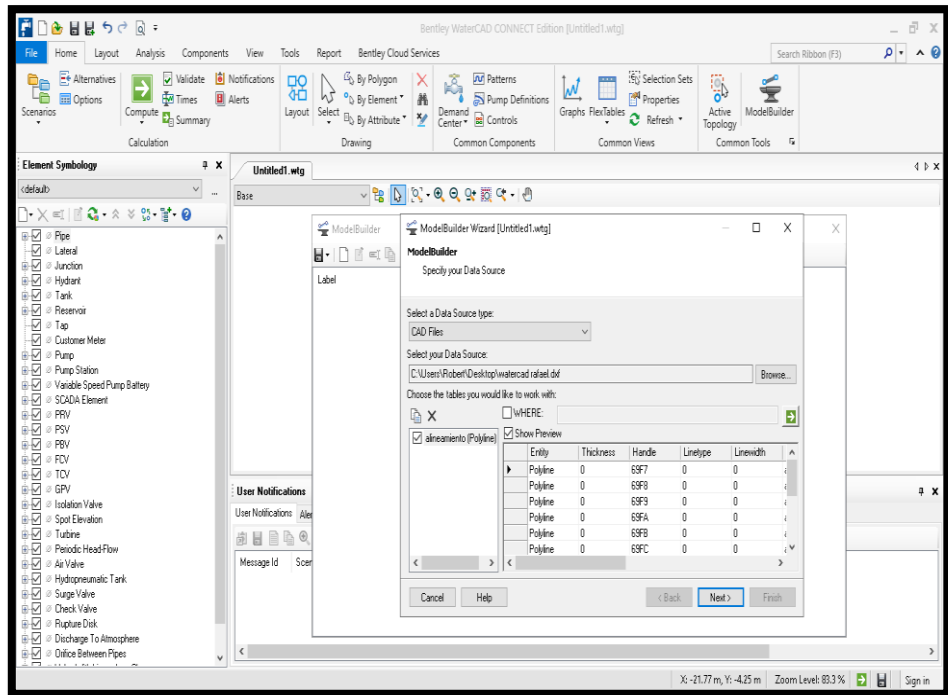 Bentley WaterCAD CONNECT Edition [Untitled1.wtg]
File Home Layout Analysis Components View Tools Report Bentley Cloud Services Search Ribbon (F3)
Scenarios
Alternatives
Options
Compute
Validate
Times
Summary
Notifications
Alerts
Calculation
Layout
Select
By Polygon
By Element
By Attribute
Drawing
Demand Center
Patterns
Pump Definitions
Controls
Common Components
Graphs
FlexTables
Selection Sets
Properties
Refresh
Common Views
Active Topology
ModelBuilder
Common Tools
Element Symbology
<default>
...
Pipe
Lateral
Junction
Hydrant
Tank
Reservoir
Tap
Customer Meter
Pump
Pump Station
Variable Speed Pump Battery
SCADA Element
PRV
PSV
PBV
FCV
TCV
GPV
Isolation Valve
Spot Elevation
Turbine
Periodic Head-Flow
Air Valve
Hydropneumatic Tank
Surge Valve
Check Valve
Rupture Disk
Discharge To Atmosphere
Orifice Between Pipes
Untitled1.wtg
Base
ModelBuilder
Label
ModelBuilder Wizard [Untitled1.wtg]
ModelBuilder
Specify your Data Source
Select a Data Source type:
CAD Files
Select your Data Source:
C:\Users\Robert\Desktop\watercad rafael.dxf Browse...
Choose the tables you would like to work with:
WHERE:
alineamiento (Polyline)
Show Preview
Entity Thickness Handle Linetype Linewidth
Polyline 0 69F7 0 0
Polyline 0 69F8 0 0
Polyline 0 69F9 0 0
Polyline 0 69FA 0 0
Polyline 0 69FB 0 0
Polyline 0 69FC 0 0
Cancel Help < Back Next > Finish
User Notifications
User Notifications
Message Id
X: -21.77 m, Y: -4.25 m Zoom Level: 83.3 % Sign in